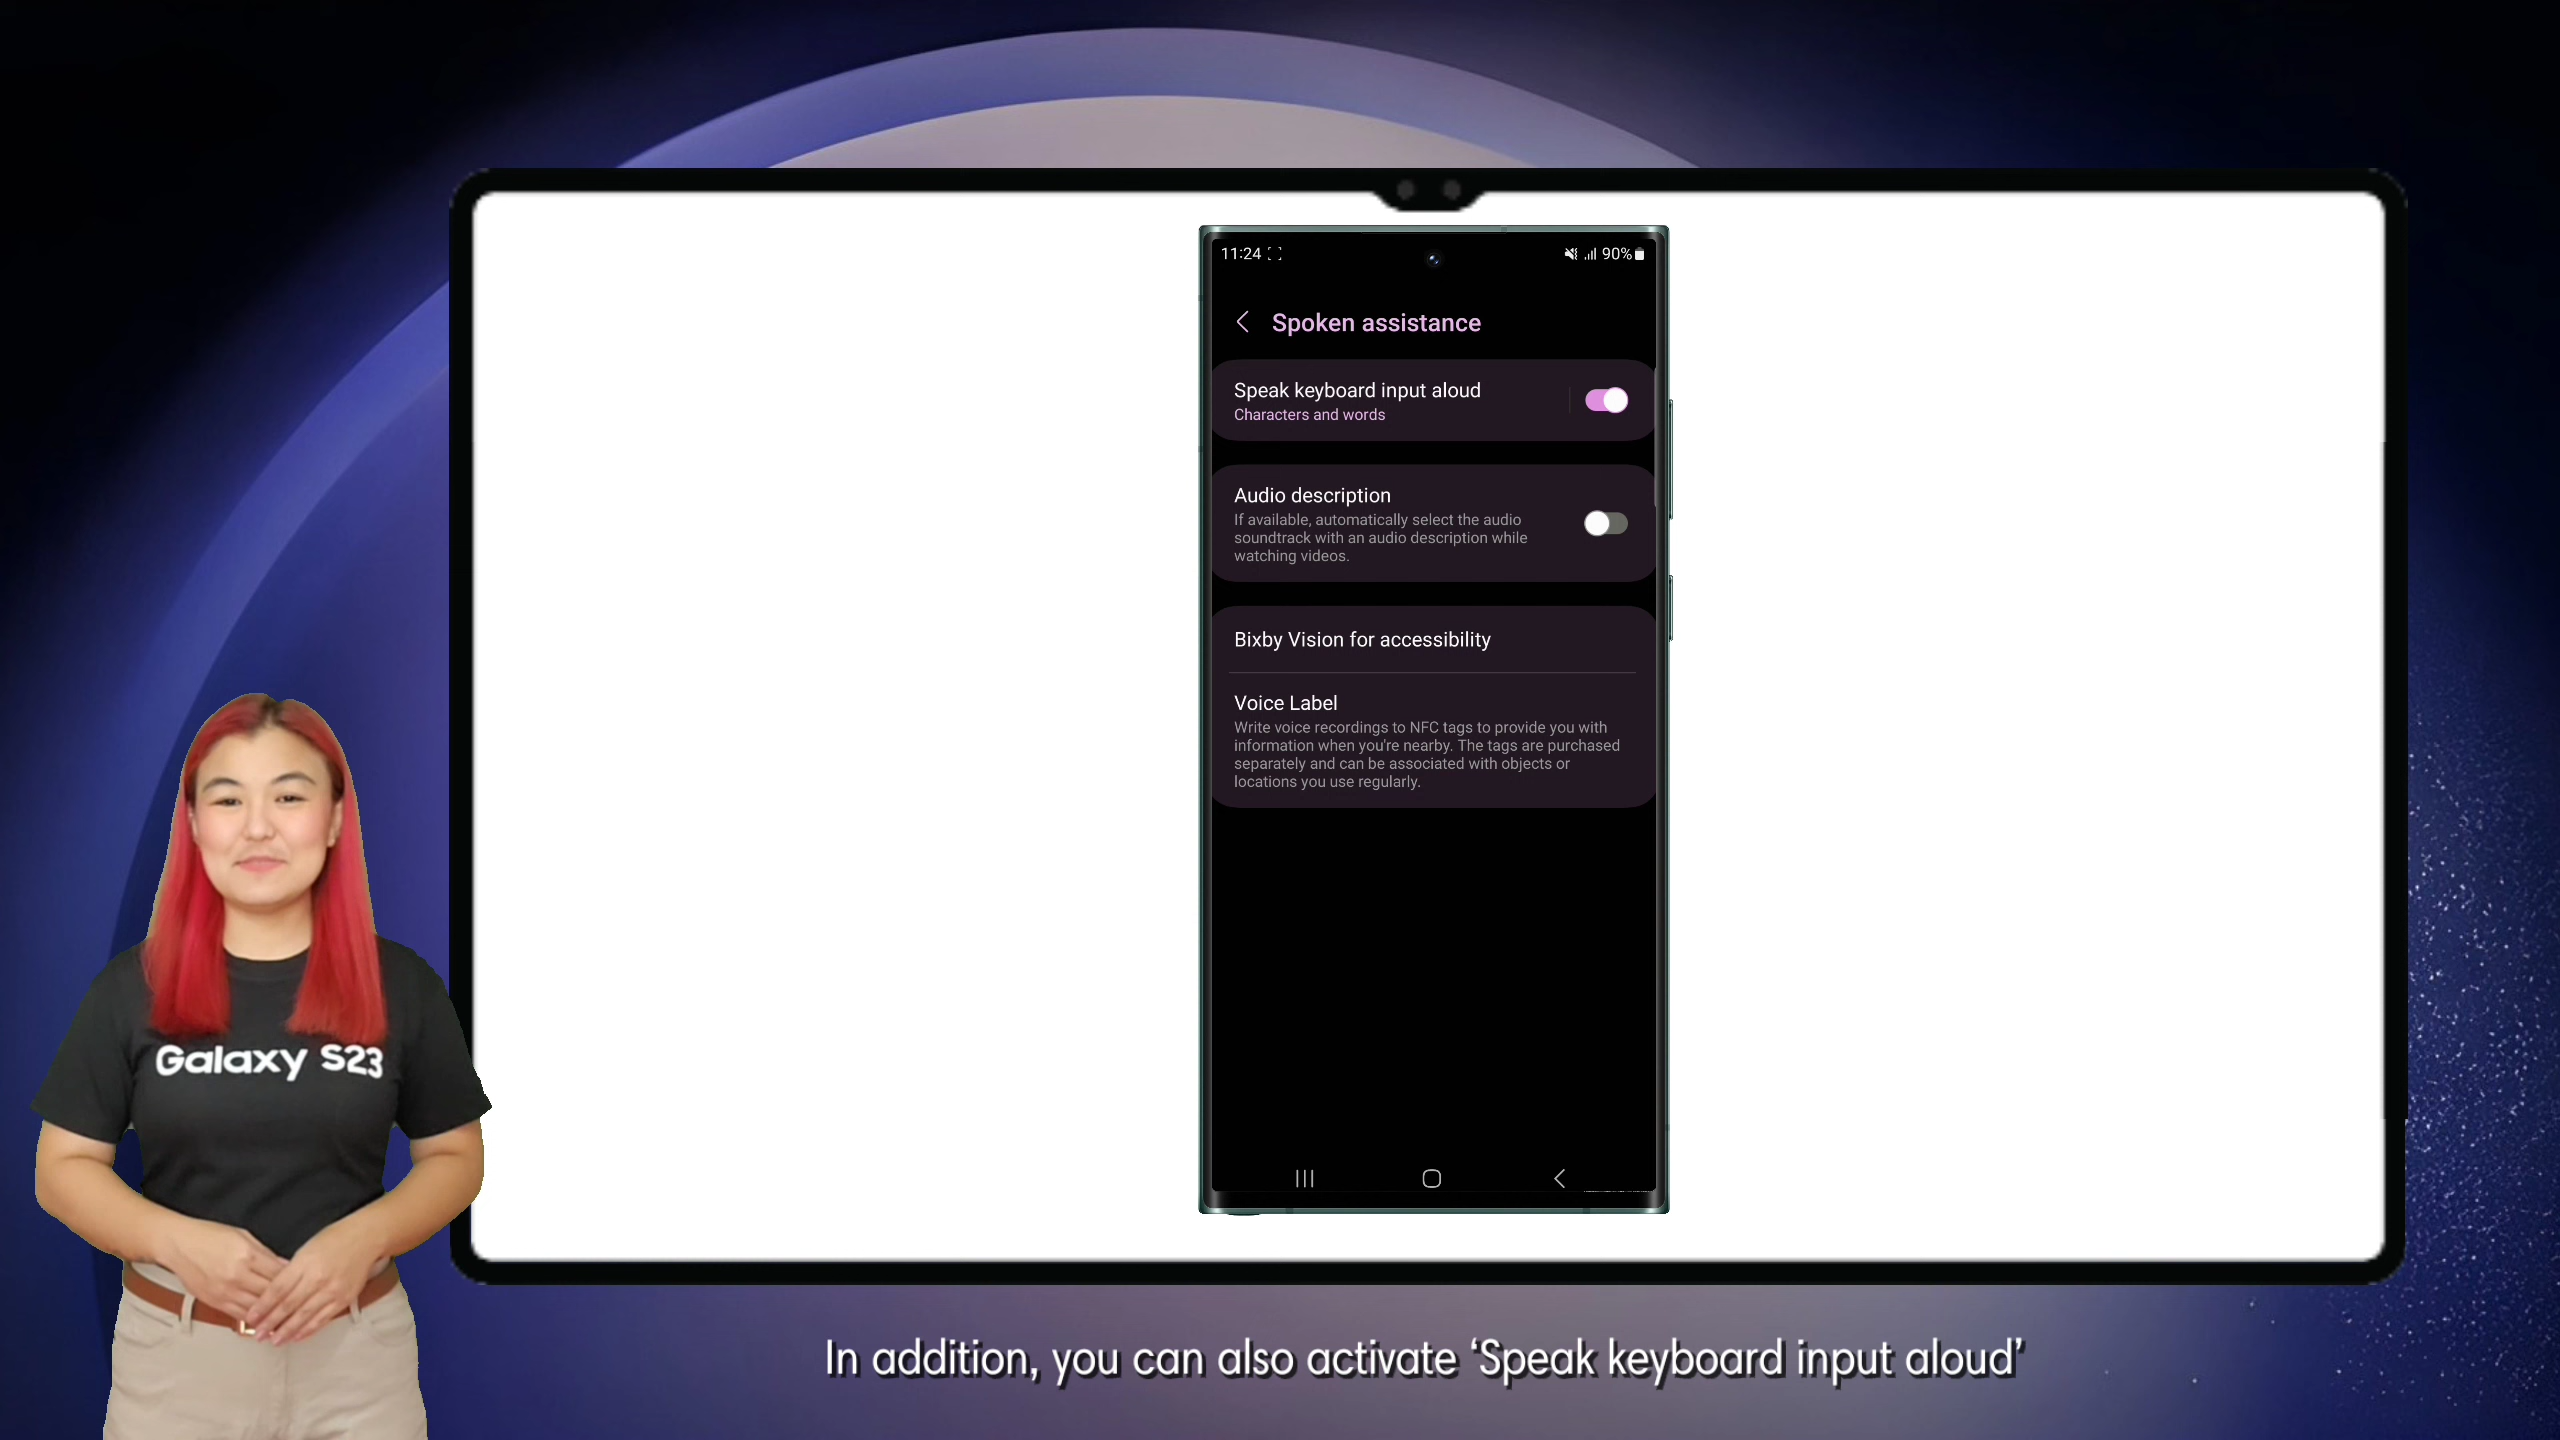 11:24
90%
Spoken assistance
Speak keyboard input aloud
Characters and words
Audio description
If available, automatically select the audio
soundtrack with an audio description while
watching videos.
Bixby Vision for accessibility
Voice Label
Write voice recordings to NFC tags to provide you with
information when you're nearby. The tags are purchased
separately and can be associated with objects or
locations you use regularly.
Galaxy S23
In addition, you can also activate ‘Speak keyboard input aloud’